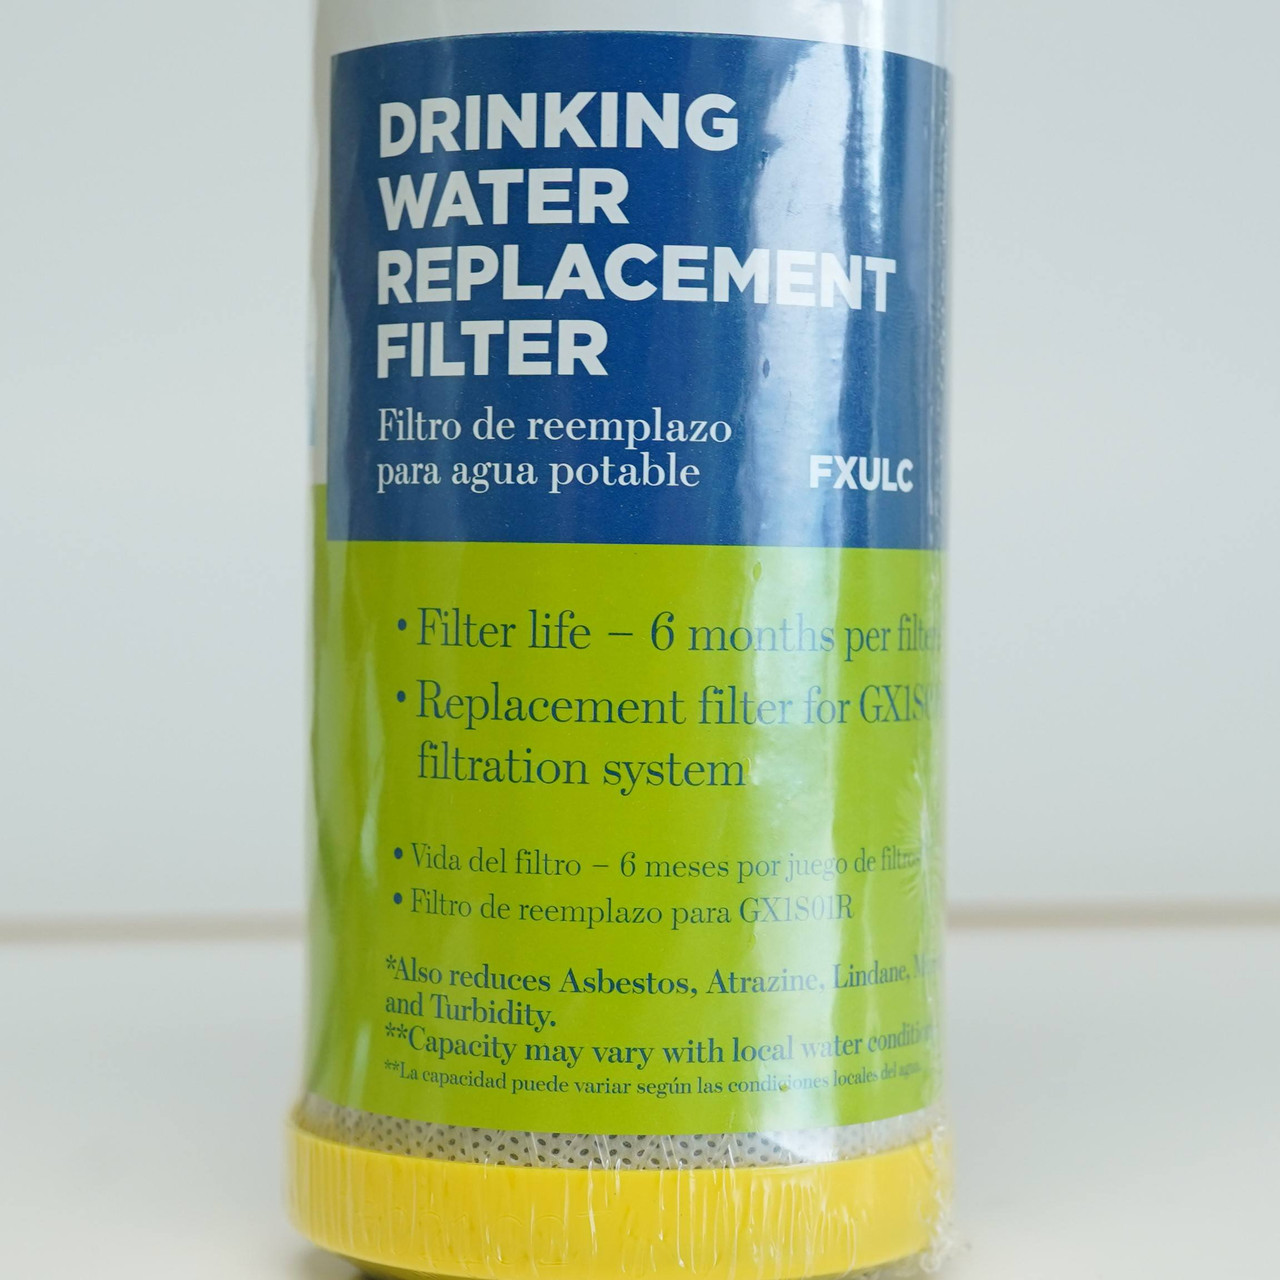 DRINKING
WATER
REPLACEMENT
FILTER
Filtro de reemplazo
para agua potable
FXULC
• Filter life – 6 months per filter
• Replacement filter for
filtration system
• Vida del filtro – 6 meses por juego de filtros
• Filtro de reemplazo para GX1S01R
*Also reduces Asbestos, Atrazine, Lindane,
and Turbidity.
**Capacity may vary with local water
**La capacidad puede variar según las condiciones locales del agua.